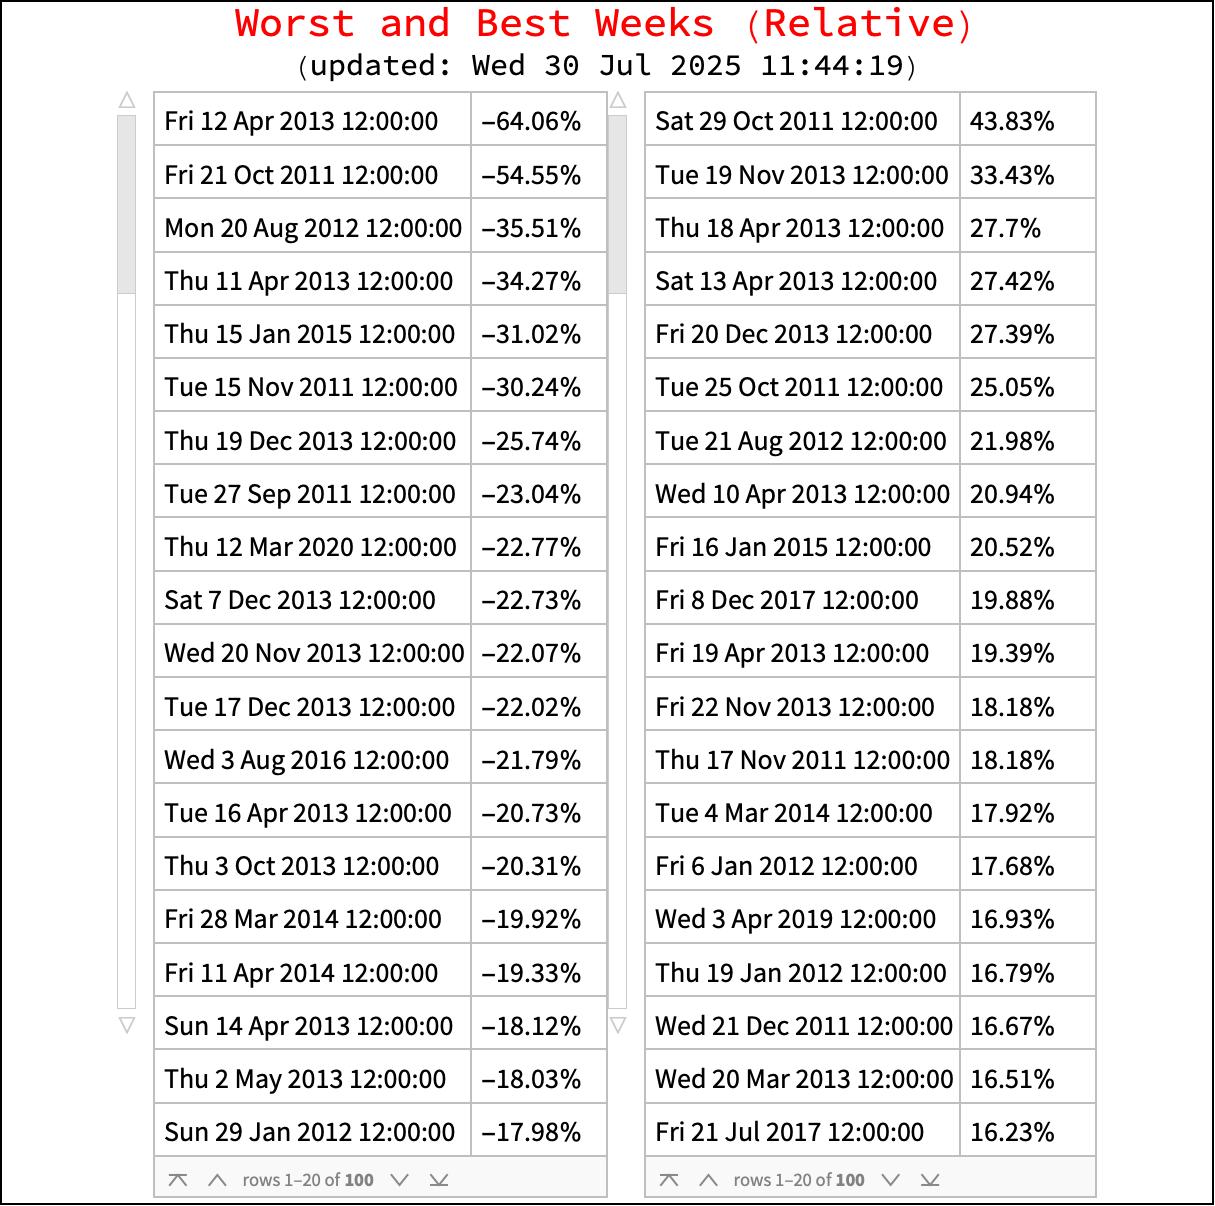 Worst and Best Weeks (Relative)
(updated: Wed 30 Jul 2025 11:44:19)
Fri 12 Apr 2013 12:00:00 −64.06% Sat 29 Oct 2011 12:00:00 43.83%
Fri 21 Oct 2011 12:00:00 −54.55% Tue 19 Nov 2013 12:00:00 33.43%
Mon 20 Aug 2012 12:00:00 −35.51% Thu 18 Apr 2013 12:00:00 27.7%
Thu 11 Apr 2013 12:00:00 −34.27% Sat 13 Apr 2013 12:00:00 27.42%
Thu 15 Jan 2015 12:00:00 −31.02% Fri 20 Dec 2013 12:00:00 27.39%
Tue 15 Nov 2011 12:00:00 −30.24% Tue 25 Oct 2011 12:00:00 25.05%
Thu 19 Dec 2013 12:00:00 −25.74% Tue 21 Aug 2012 12:00:00 21.98%
Tue 27 Sep 2011 12:00:00 −23.04% Wed 10 Apr 2013 12:00:00 20.94%
Thu 12 Mar 2020 12:00:00 −22.77% Fri 16 Jan 2015 12:00:00 20.52%
Sat 7 Dec 2013 12:00:00 −22.73% Fri 8 Dec 2017 12:00:00 19.88%
Wed 20 Nov 2013 12:00:00 −22.07% Fri 19 Apr 2013 12:00:00 19.39%
Tue 17 Dec 2013 12:00:00 −22.02% Fri 22 Nov 2013 12:00:00 18.18%
Wed 3 Aug 2016 12:00:00 −21.79% Thu 17 Nov 2011 12:00:00 18.18%
Tue 16 Apr 2013 12:00:00 −20.73% Tue 4 Mar 2014 12:00:00 17.92%
Thu 3 Oct 2013 12:00:00 −20.31% Fri 6 Jan 2012 12:00:00 17.68%
Fri 28 Mar 2014 12:00:00 −19.92% Wed 3 Apr 2019 12:00:00 16.93%
Fri 11 Apr 2014 12:00:00 −19.33% Thu 19 Jan 2012 12:00:00 16.79%
Sun 14 Apr 2013 12:00:00 −18.12% Wed 21 Dec 2011 12:00:00 16.67%
Thu 2 May 2013 12:00:00 −18.03% Wed 20 Mar 2013 12:00:00 16.51%
Sun 29 Jan 2012 12:00:00 −17.98% Fri 21 Jul 2017 12:00:00 16.23%
rows 1–20 of 100 rows 1–20 of 100